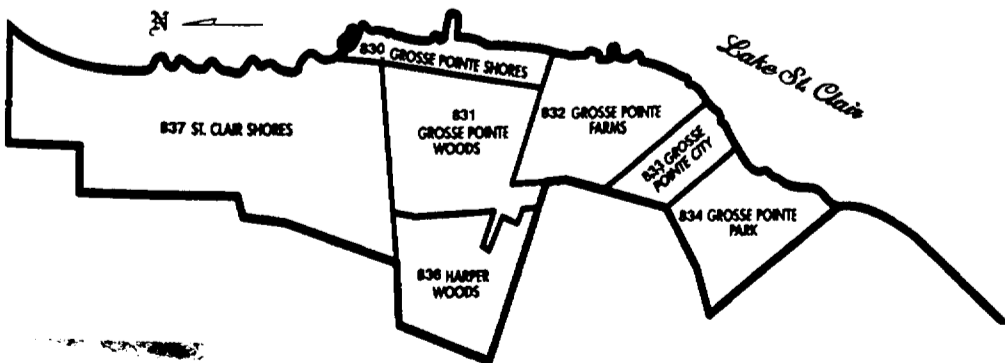 N
Lake St. Clair
830 GROSSE POINTE SHORES
837 ST. CLAIR SHORES
831
GROSSE POINTE
WOODS
832 GROSSE POINTE
FARMS
833 GROSSE
POINTE CITY
834 GROSSE POINTE
PARK
836 HARPER
WOODS